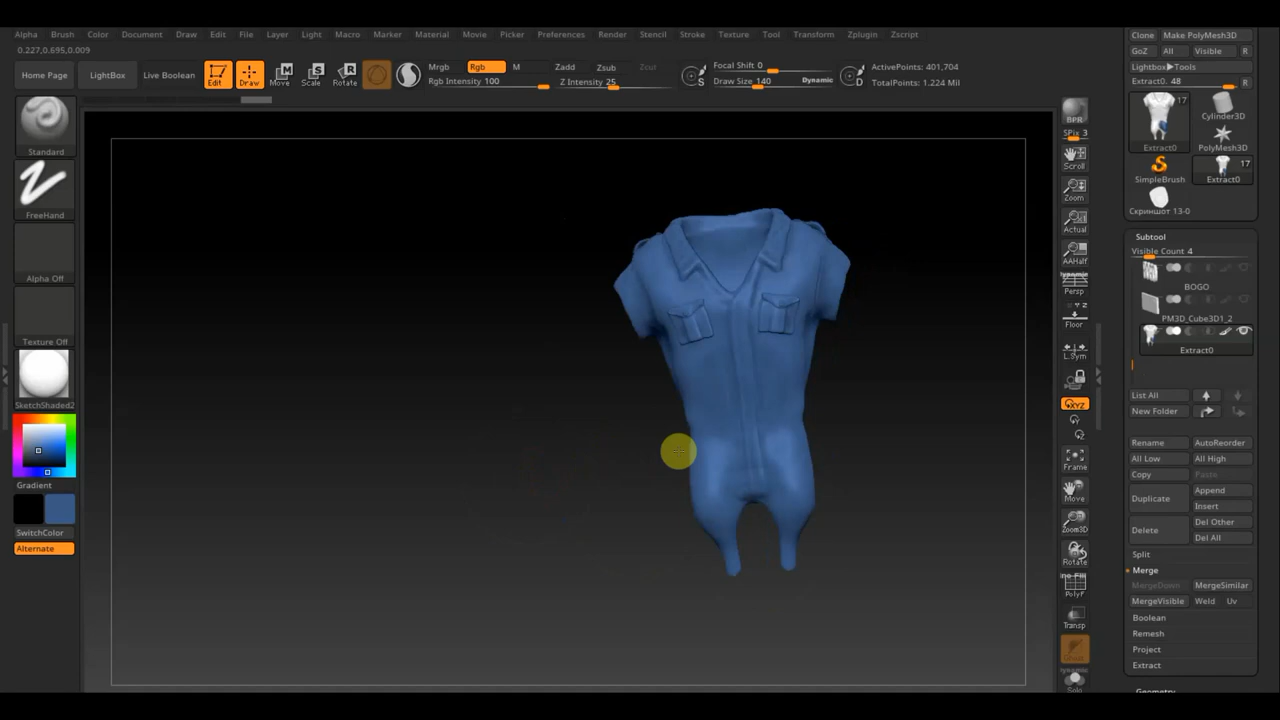 Alpha Brush Color Document Draw Edit File Layer Light Macro Marker Material Movie Picker Preferences Render Stencil Stroke Texture Tool Transform Zplugin Zscript
0.227,0.695,0.009
Home Page LightBox Live Boolean Edit Draw Move Scale Rotate
Mrgb Rgb M Zadd Zsub Zcut
Rgb Intensity 100 Z Intensity 25
S
Focal Shift 0
Draw Size 140 Dynamic
D
ActivePoints: 401,704
TotalPoints: 1.224 Mil
Standard
FreeHand
Alpha Off
Texture Off
SketchShaded2
Gradient
SwitchColor
Alternate
BPR
SPix 3
Scroll
Zoom
Actual
AAHalf
Persp
Floor
L.Sym
XYZ
Y
Z
Frame
Move
Zoom3D
Rotate
PolyF
Transp
Solo
Clone Make PolyMesh3D
GoZ All Visible R
Lightbox▶Tools
Extract0. 48 R
17
Extract0
Cylinder3D
PolyMesh3D
SimpleBrush
17
Extract0
Скриншот 13-0
Subtool
Visible Count 4
BOGO
PM3D_Cube3D1_2
Extract0
List All
New Folder
Rename AutoReorder
All Low All High
Copy Paste
Duplicate Append
Insert
Delete Del Other
Del All
Split
Merge
MergeDown MergeSimilar
MergeVisible Weld Uv
Boolean
Remesh
Project
Extract
Geometry